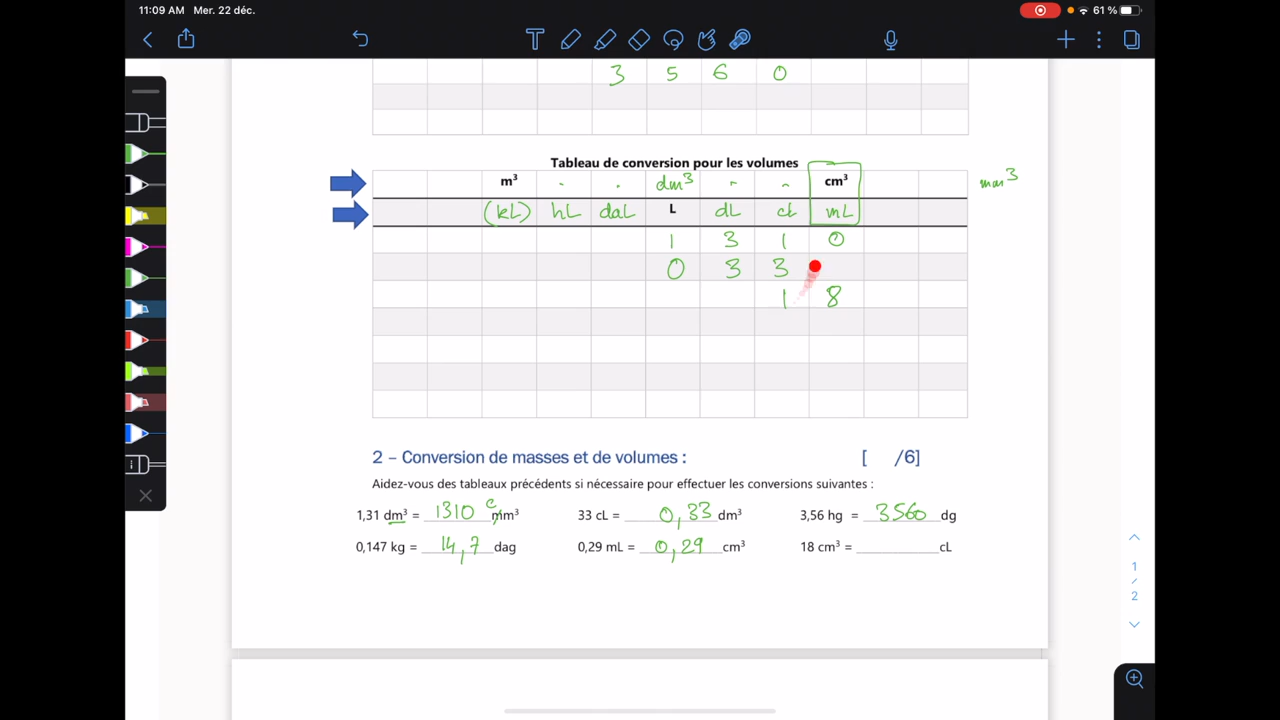 11:09 AM Mer. 22 déc. 61 %
3 5 6 0
Tableau de conversion pour les volumes
m³ dm³ cm³ mm³
(kL) hL daL L dL cL mL
1 3 1 0
0 3 3
1 8
2 – Conversion de masses et de volumes : [ /6]
Aidez-vous des tableaux précédents si nécessaire pour effectuer les conversions suivantes :
1,31 dm³ = 1310 cm³ 33 cL = 0,33 dm³ 3,56 hg = 3560 dg
0,147 kg = 14,7 dag 0,29 mL = 0,29 cm³ 18 cm³ = ________ cL
1
/
2